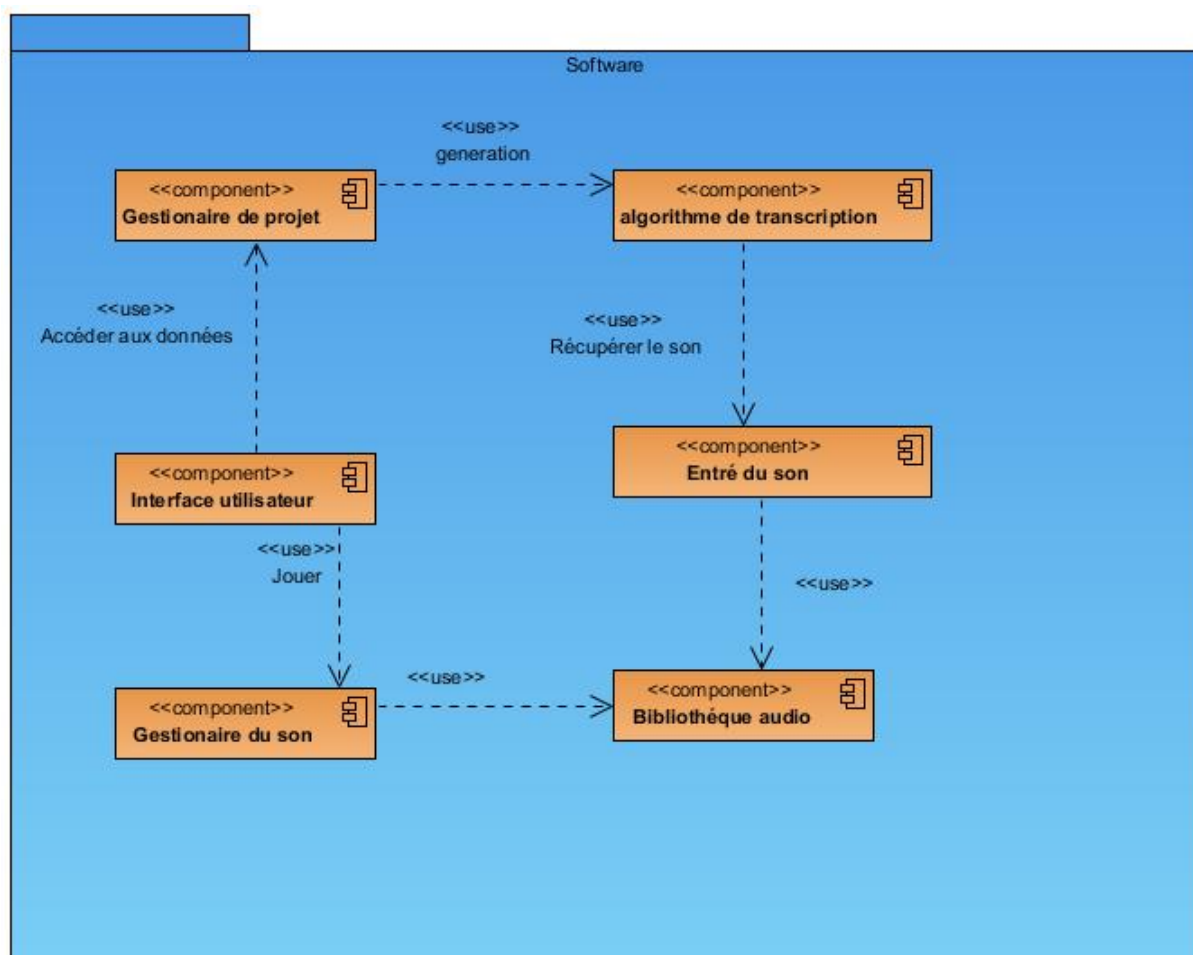 Software
<<use>>
generation
<<component>>
Gestionaire de projet
<<component>>
algorithme de transcription
<<use>>
Accéder aux données
<<use>>
Récupérer le son
<<component>>
Interface utilisateur
<<component>>
Entré du son
<<use>>
Jouer
<<use>>
<<component>>
Gestionaire du son
<<use>>
<<component>>
Bibliothéque audio